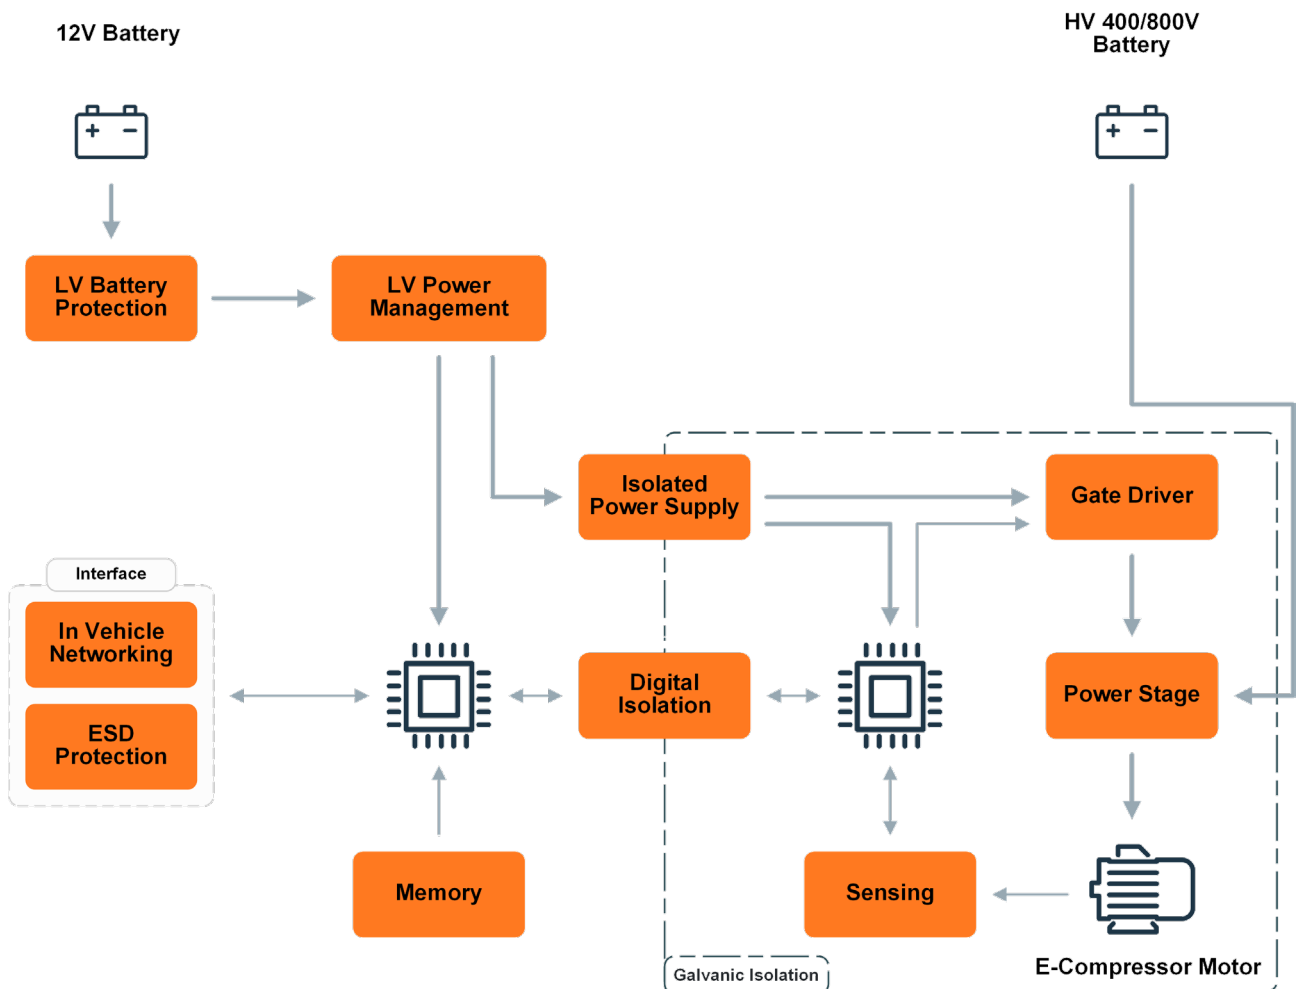 12V Battery
HV 400/800V
Battery
LV Battery
Protection
LV Power
Management
Isolated
Power Supply
Gate Driver
Interface
In Vehicle
Networking
ESD
Protection
Digital
Isolation
Power Stage
Memory
Sensing
E-Compressor Motor
Galvanic Isolation